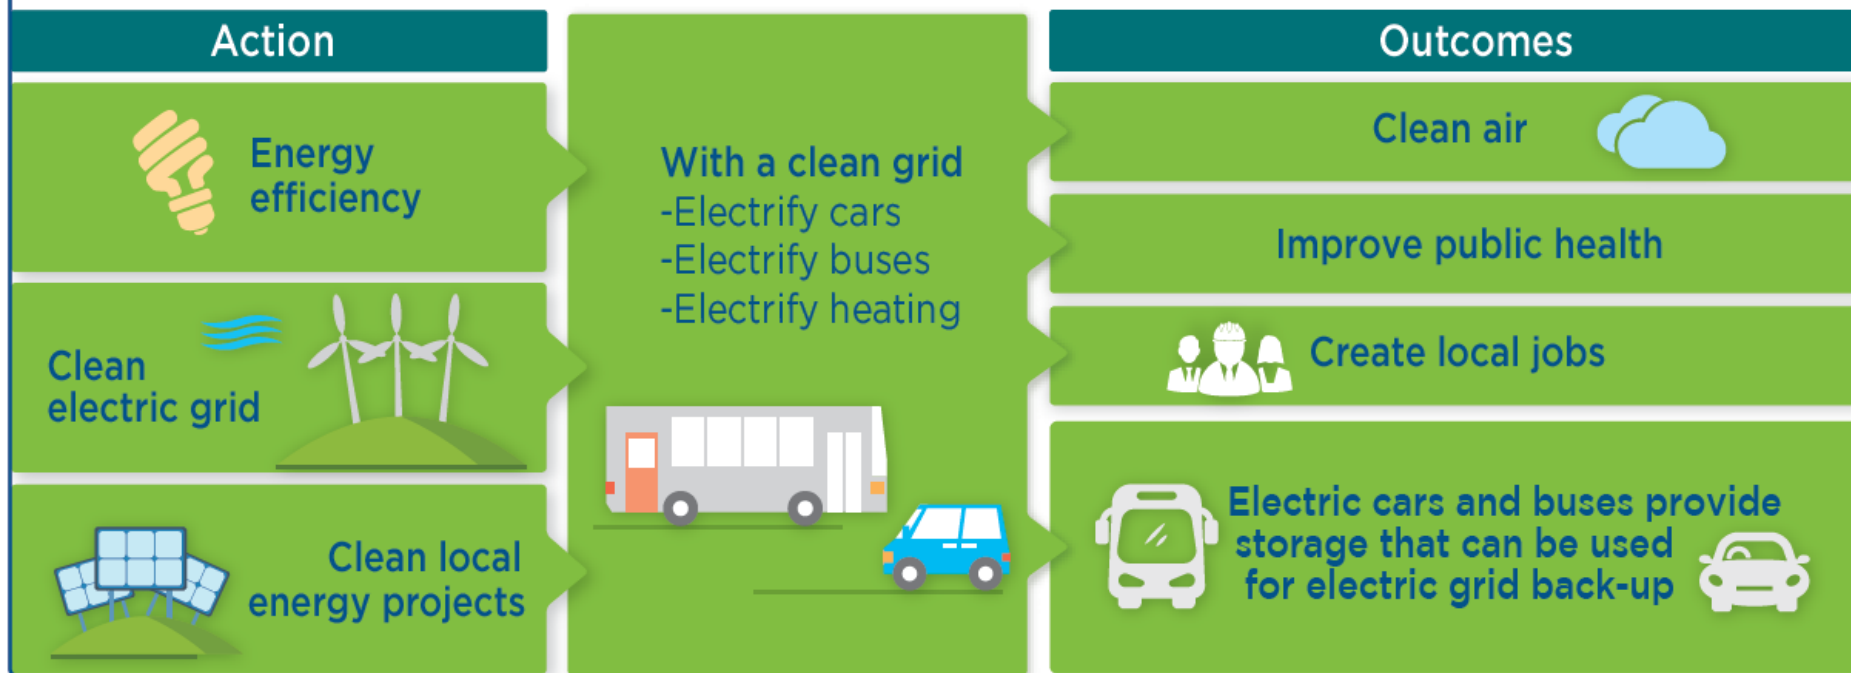 Action
Energy
efficiency
Clean
electric grid
Clean local
energy projects
With a clean grid
-Electrify cars
-Electrify buses
-Electrify heating
Outcomes
Clean air
Improve public health
Create local jobs
Electric cars and buses provide
storage that can be used
for electric grid back-up